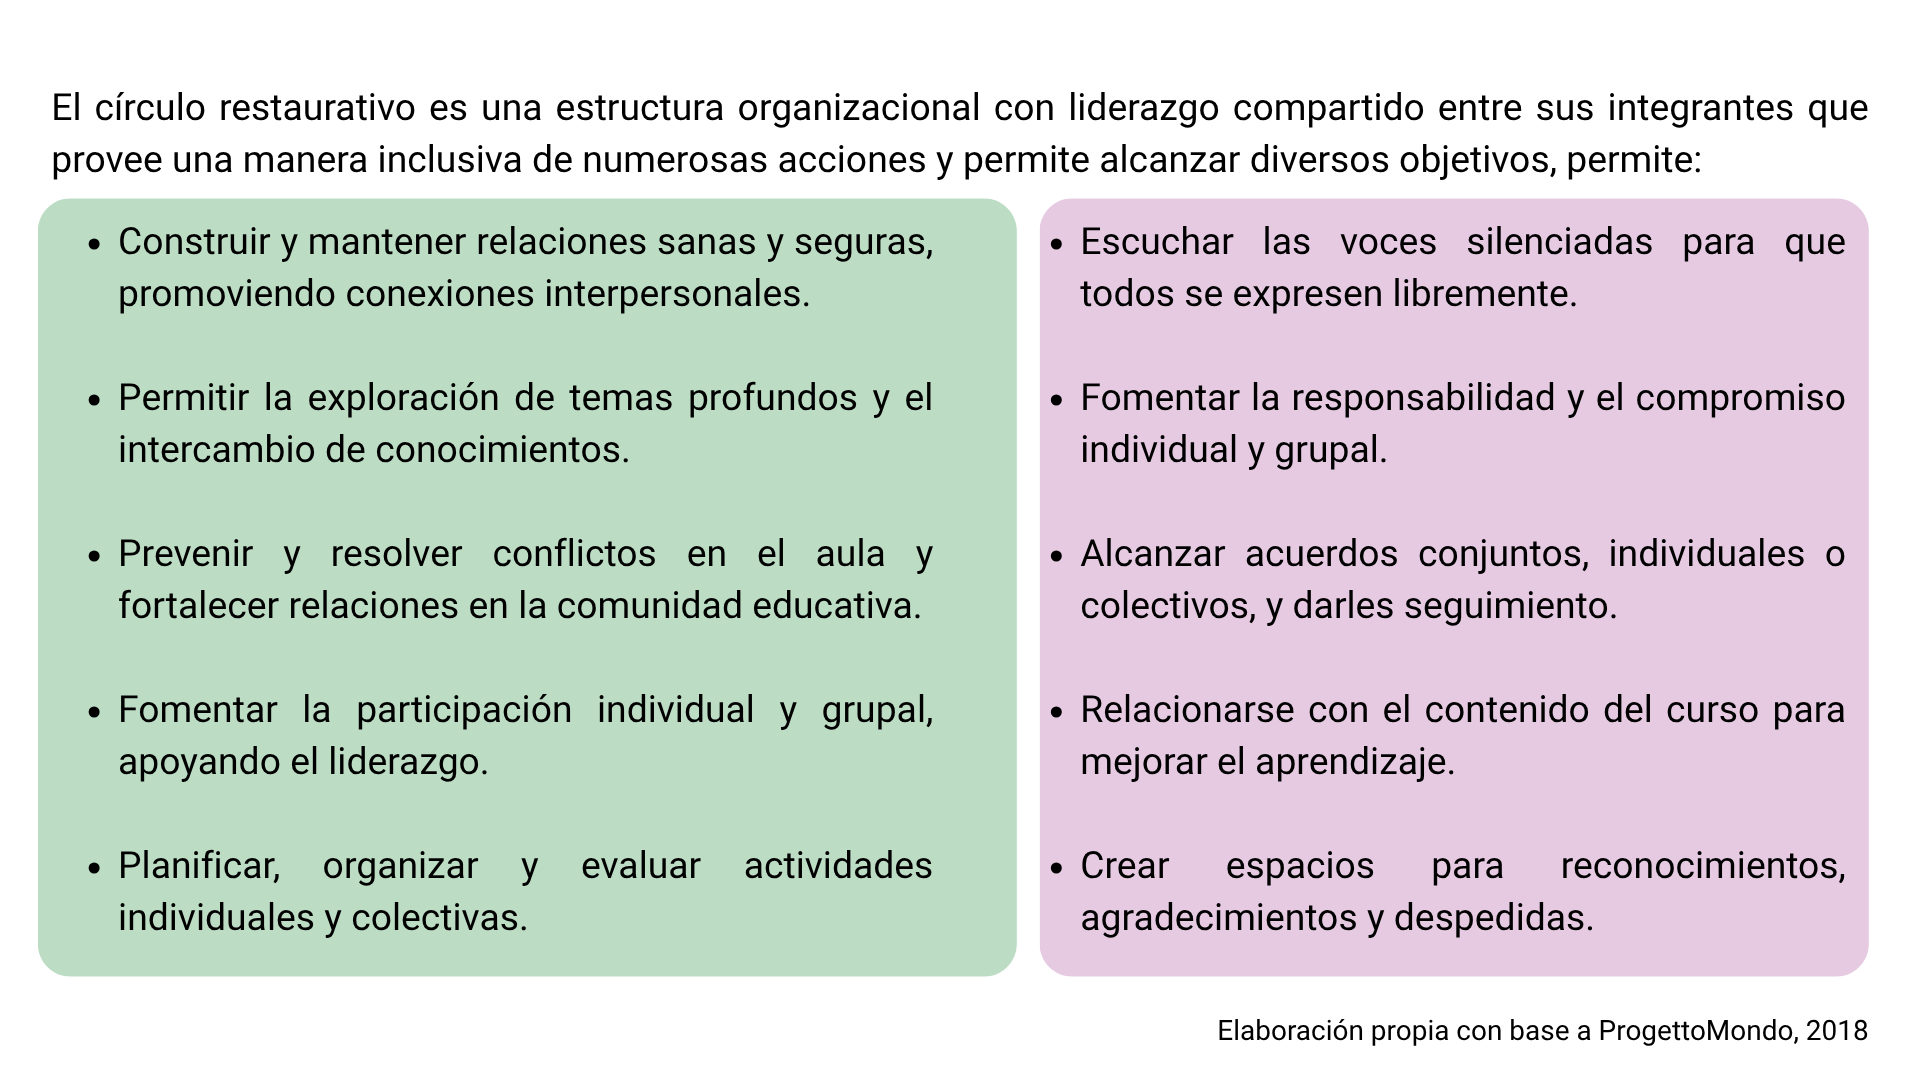 El círculo restaurativo es una estructura organizacional con liderazgo compartido entre sus integrantes que
provee una manera inclusiva de numerosas acciones y permite alcanzar diversos objetivos, permite:
• Construir y mantener relaciones sanas y seguras,
promoviendo conexiones interpersonales.
• Permitir la exploración de temas profundos y el
intercambio de conocimientos.
• Prevenir y resolver conflictos en el aula y
fortalecer relaciones en la comunidad educativa.
• Fomentar la participación individual y grupal,
apoyando el liderazgo.
• Planificar, organizar y evaluar actividades
individuales y colectivas.
• Escuchar las voces silenciadas para que
todos se expresen libremente.
• Fomentar la responsabilidad y el compromiso
individual y grupal.
• Alcanzar acuerdos conjuntos, individuales o
colectivos, y darles seguimiento.
• Relacionarse con el contenido del curso para
mejorar el aprendizaje.
• Crear espacios para reconocimientos,
agradecimientos y despedidas.
Elaboración propia con base a ProgettoMondo, 2018